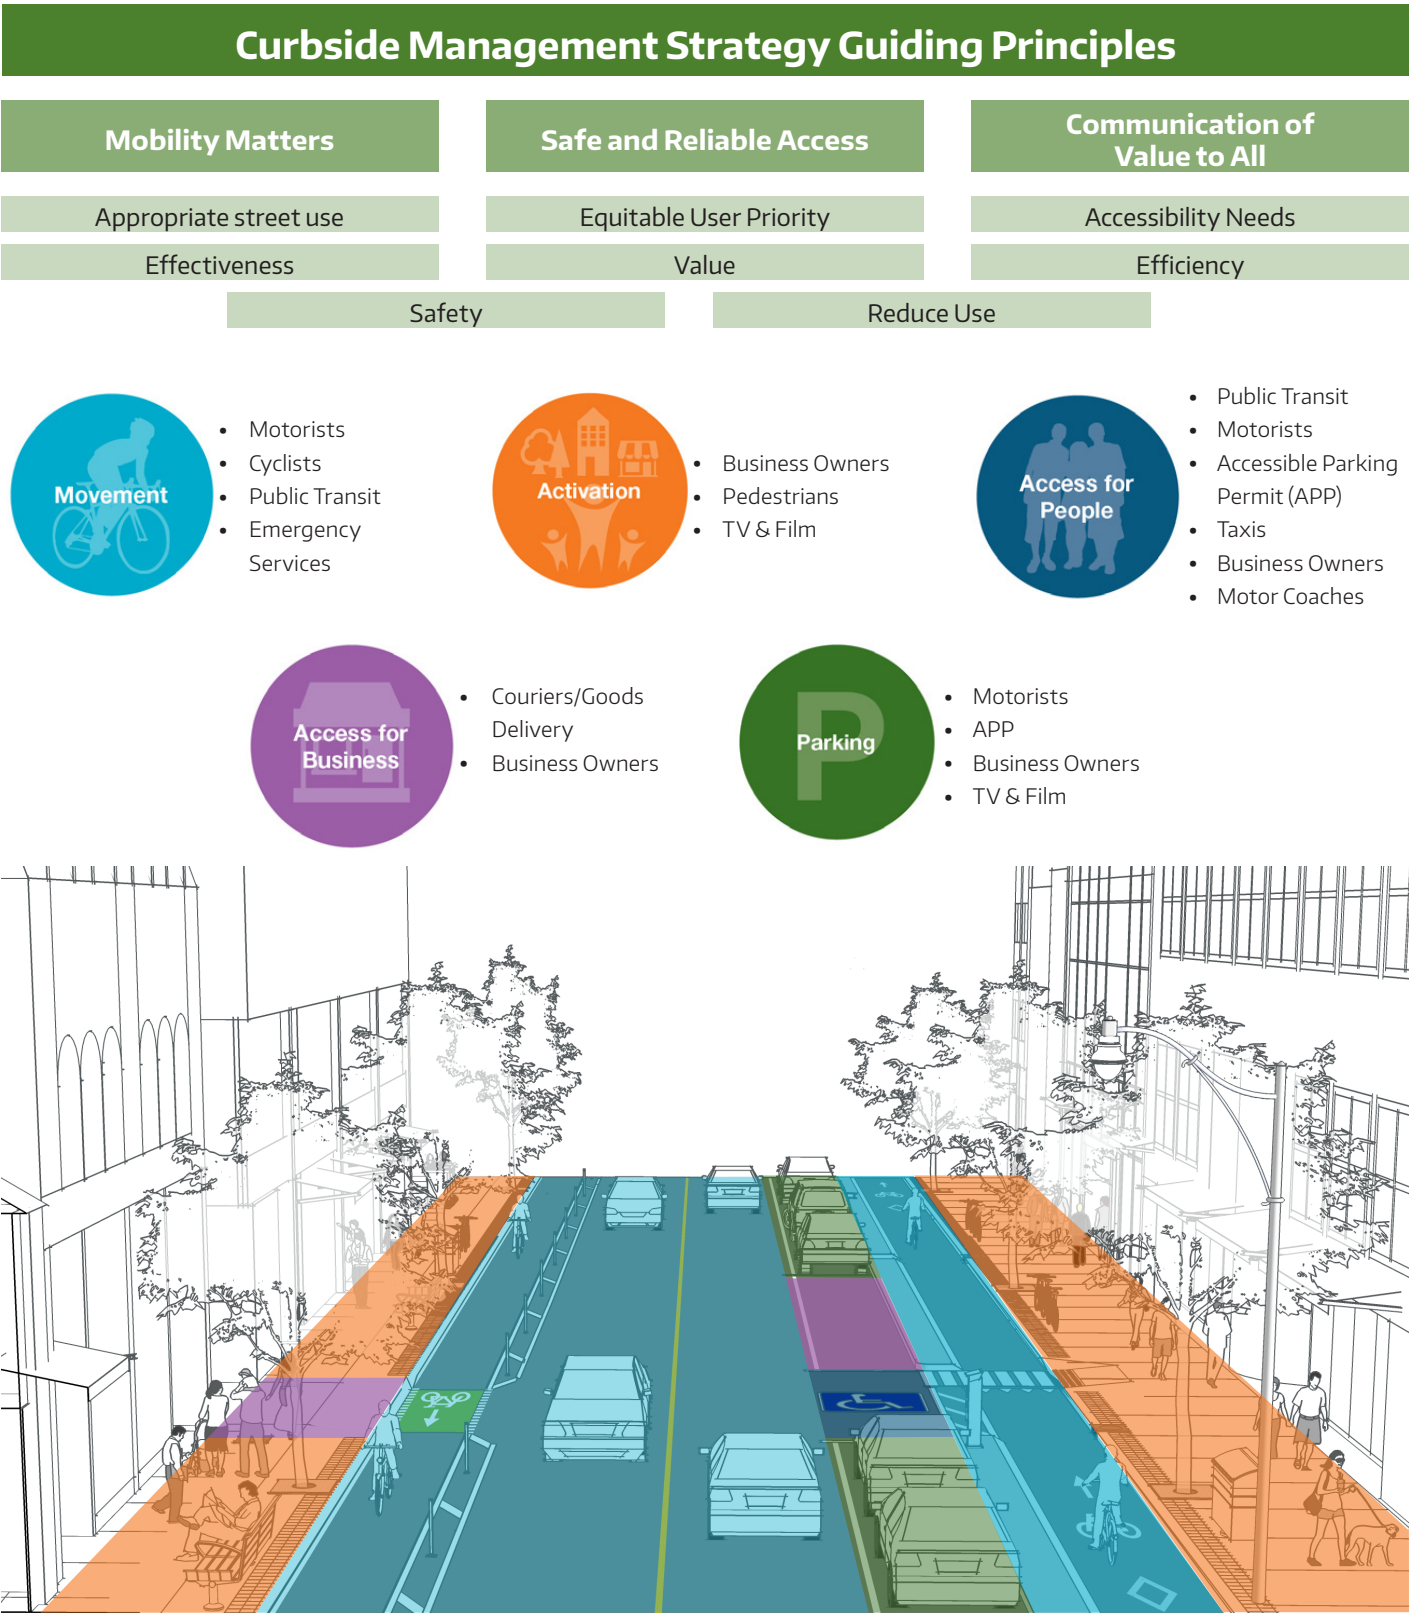 Curbside Management Strategy Guiding Principles
Mobility Matters
Safe and Reliable Access
Communication of
Value to All
Appropriate street use
Equitable User Priority
Accessibility Needs
Effectiveness
Value
Efficiency
Safety
Reduce Use
Movement
• Motorists
• Cyclists
• Public Transit
• Emergency
Services
Activation
• Business Owners
• Pedestrians
• TV & Film
Access for
People
• Public Transit
• Motorists
• Accessible Parking
Permit (APP)
• Taxis
• Business Owners
• Motor Coaches
Access for
Business
• Couriers/Goods
Delivery
• Business Owners
P
Parking
• Motorists
• APP
• Business Owners
• TV & Film